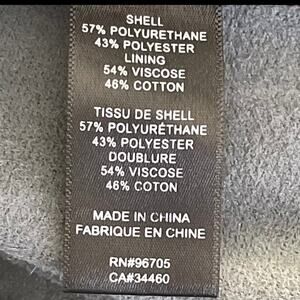 SHELL
57% POLYURETHANE
43% POLYESTER
LINING
54% VISCOSE
46% COTTON
TISSU DE SHELL
57% POLYURÉTHANE
43% POLYESTER
DOUBLURE
54% VISCOSE
46% COTON
MADE IN CHINA
FABRIQUE EN CHINE
RN#96705
CA#34460